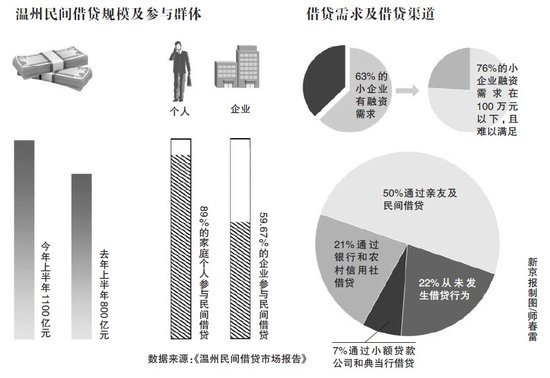 温州民间借贷规模及参与群体
个人
企业
今年上半年1100亿元
去年上半年800亿元
89%的家庭个人参与民间借贷
59.67%的企业参与民间借贷
数据来源:《温州民间借贷市场报告》
借贷需求及借贷渠道
63%的
小企业
有融资
需求
76%的小
企业融资
需求在
100万元
以下,且
难以满足
50%通过亲友及
民间借贷
21%通过
银行和农
村信用社
借贷
22%从未发
生借贷行为
7%通过小额贷款
公司和典当行借贷
新京报制图/师春雷